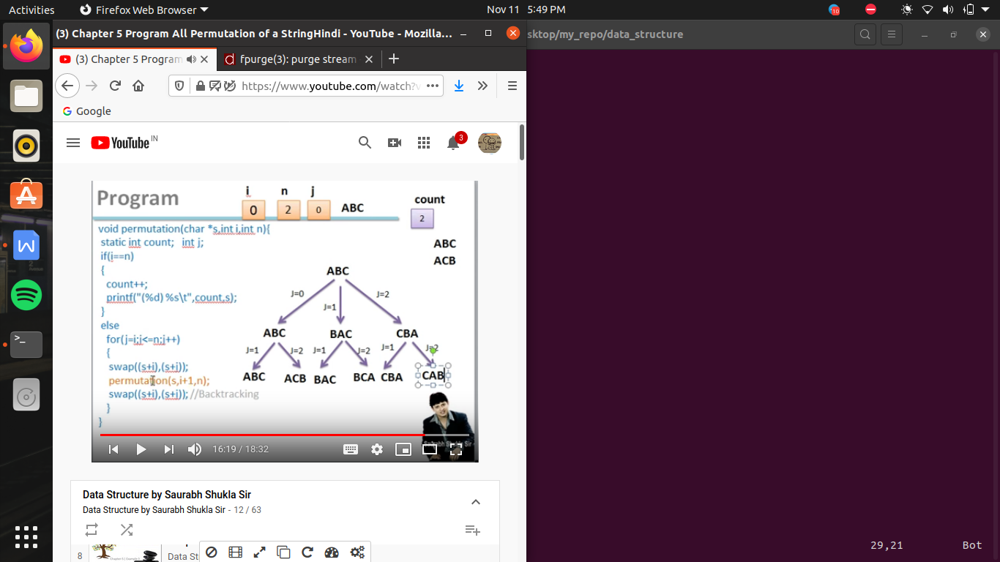 Activities
Firefox Web Browser
Nov 11 5:49 PM
10
(3) Chapter 5 Program All Permutation of a StringHindi - YouTube - Mozilla...
sktop/my_repo/data_structure
(3) Chapter 5 Program
fpurge(3): purge stream
https://www.youtube.com/watch?v
Google
YouTube IN
3
Program
i n j
0 2 0 ABC
count
2
void permutation(char *s,int i,int n){
static int count; int j;
if(i==n)
{
count++;
printf("(%d) %s\t",count,s);
}
else
for(j=i;j<=n;j++)
{
swap((s+i),(s+j));
permutation(s,i+1,n);
swap((s+i),(s+j)); //Backtracking
}
}
ABC
ACB
ABC
J=0 J=1 J=2
ABC BAC CBA
J=1 J=2 J=1 J=2 J=1 J=2
ABC ACB BAC BCA CBA CAB
16:19 / 18:32
Data Structure by Saurabh Shukla Sir
Data Structure by Saurabh Shukla Sir - 12 / 63
8
Data St
29,21 Bot